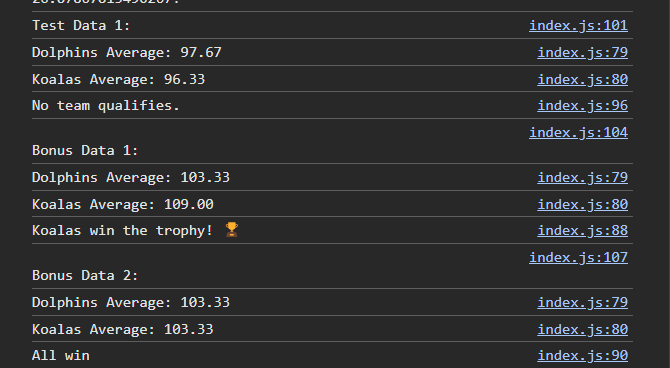 Test Data 1: index.js:101
Dolphins Average: 97.67 index.js:79
Koalas Average: 96.33 index.js:80
No team qualifies. index.js:96
index.js:104
Bonus Data 1:
Dolphins Average: 103.33 index.js:79
Koalas Average: 109.00 index.js:80
Koalas win the trophy! 🏆 index.js:88
index.js:107
Bonus Data 2:
Dolphins Average: 103.33 index.js:79
Koalas Average: 103.33 index.js:80
All win index.js:90